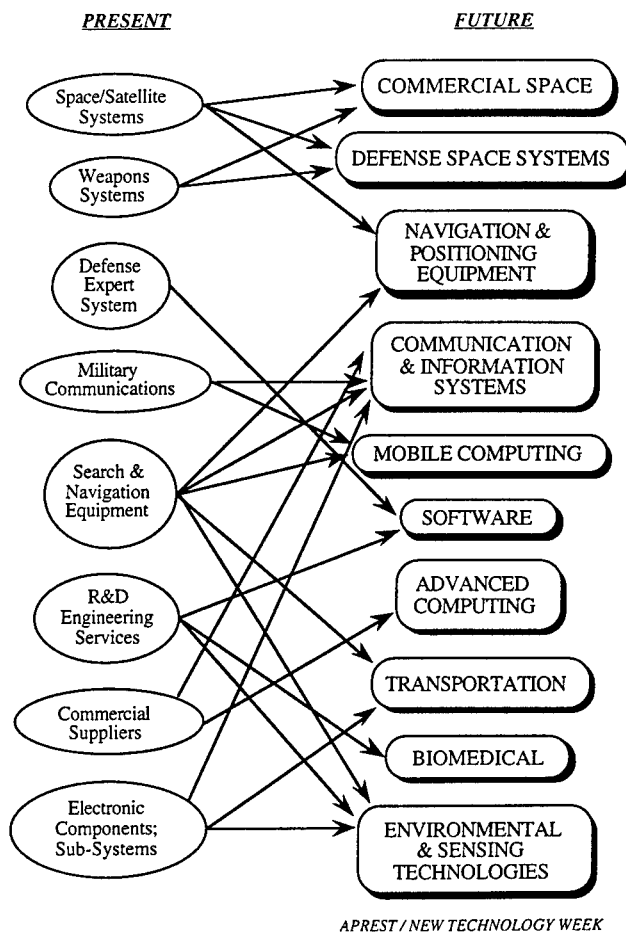 PRESENT
FUTURE
Space/Satellite
Systems
Weapons
Systems
Defense
Expert
System
Military
Communications
Search &
Navigation
Equipment
R&D
Engineering
Services
Commercial
Suppliers
Electronic
Components;
Sub-Systems
COMMERCIAL SPACE
DEFENSE SPACE SYSTEMS
NAVIGATION &
POSITIONING
EQUIPMENT
COMMUNICATION
& INFORMATION
SYSTEMS
MOBILE COMPUTING
SOFTWARE
ADVANCED
COMPUTING
TRANSPORTATION
BIOMEDICAL
ENVIRONMENTAL
& SENSING
TECHNOLOGIES
APREST / NEW TECHNOLOGY WEEK